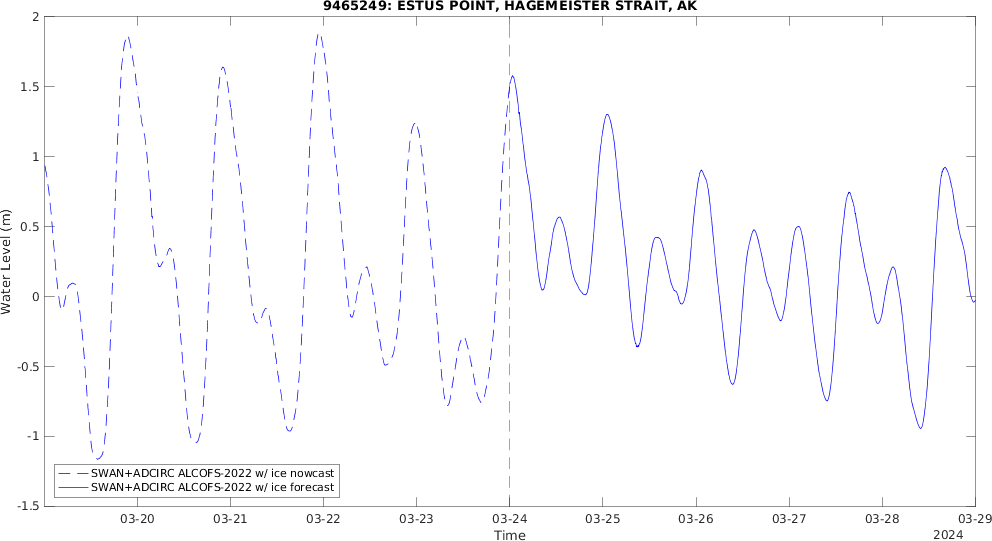 9465249: ESTUS POINT, HAGEMEISTER STRAIT, AK
2
1.5
1
0.5
0
-0.5
-1
-1.5
Water Level (m)
SWAN+ADCIRC ALCOFS-2022 w/ ice nowcast
SWAN+ADCIRC ALCOFS-2022 w/ ice forecast
03-20 03-21 03-22 03-23 03-24 03-25 03-26 03-27 03-28 03-29
Time
2024